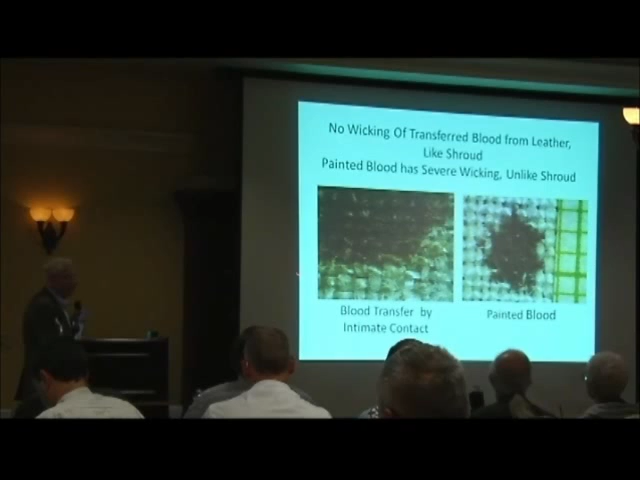 No Wicking Of Transferred Blood from Leather,
Like Shroud
Painted Blood has Severe Wicking, Unlike Shroud
Blood Transfer by
Intimate Contact
Painted Blood